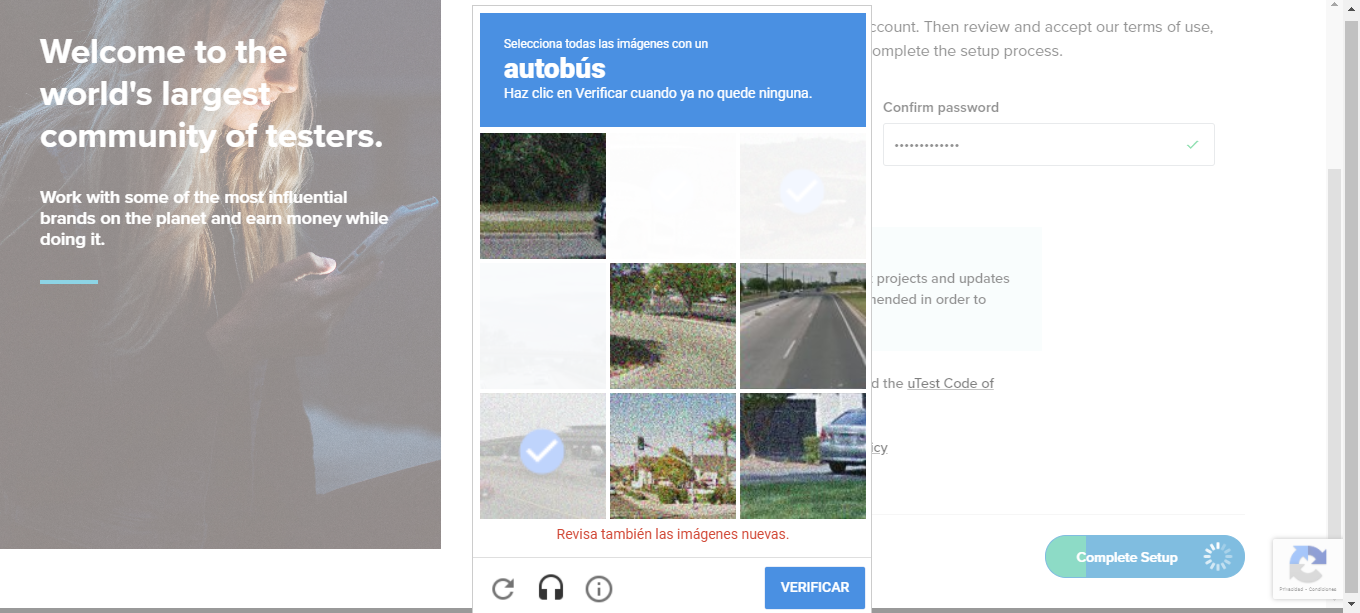 Welcome to the
world's largest
community of testers.
Work with some of the most influential
brands on the planet and earn money while
doing it.
Selecciona todas las imágenes con un
autobús
Haz clic en Verificar cuando ya no quede ninguna.
Revisa también las imágenes nuevas.
VERIFICAR
ccount. Then review and accept our terms of use,
omplete the setup process.
Confirm password
projects and updates
nended in order to
d the uTest Code of
icy
Complete Setup
Privacidad - Condiciones